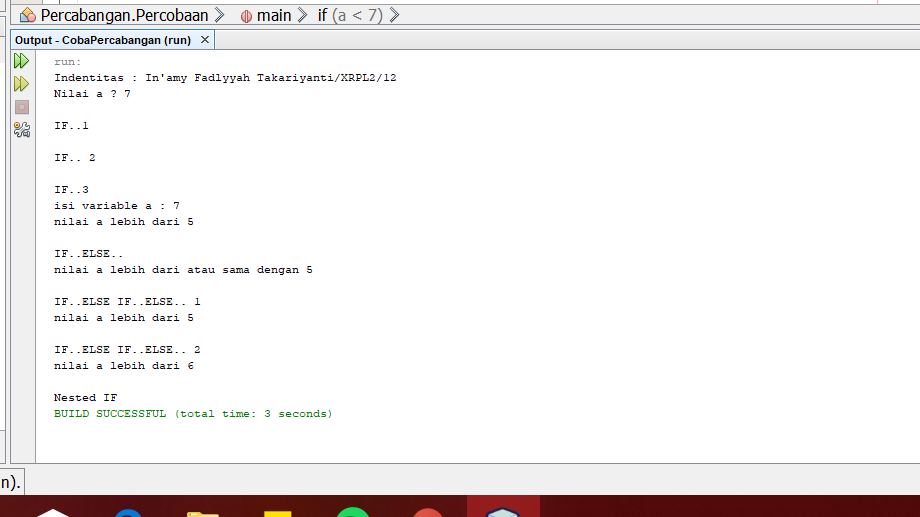 Percabangan.Percobaan main if (a < 7)
Output - CobaPercabangan (run) ×
run:
Indentitas : In'amy Fadlyyah Takariyanti/XRPL2/12
Nilai a ? 7
IF..1
IF.. 2
IF..3
isi variable a : 7
nilai a lebih dari 5
IF..ELSE..
nilai a lebih dari atau sama dengan 5
IF..ELSE IF..ELSE.. 1
nilai a lebih dari 5
IF..ELSE IF..ELSE.. 2
nilai a lebih dari 6
Nested IF
BUILD SUCCESSFUL (total time: 3 seconds)
n).